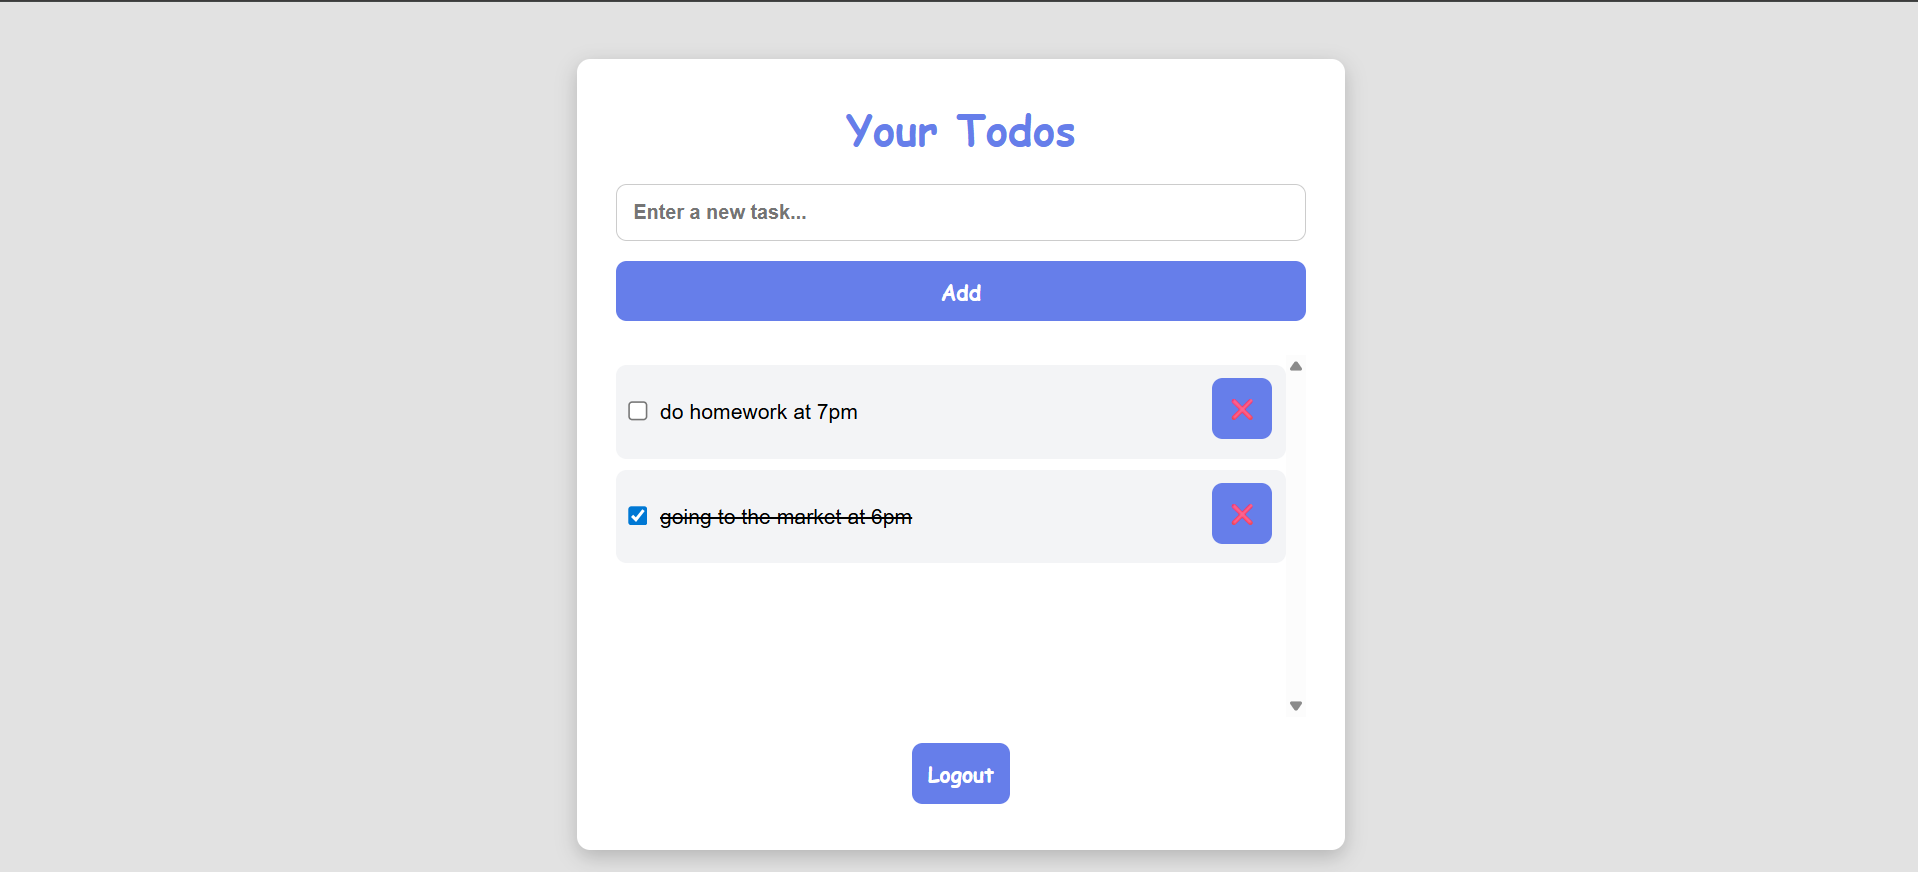 Your Todos
Enter a new task...
Add
do homework at 7pm
going to the market at 6pm
Logout